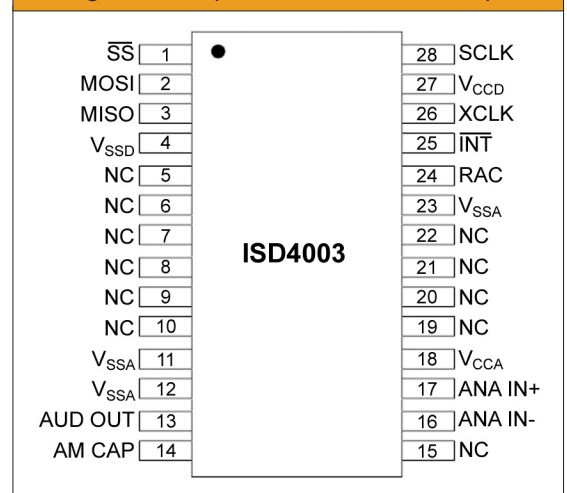 S̅S̅ 1 28 SCLK
MOSI 2 27 VCCD
MISO 3 26 XCLK
VSSD 4 25 I̅N̅T̅
NC 5 24 RAC
NC 6 23 VSSA
NC 7 22 NC
ISD4003
NC 8 21 NC
NC 9 20 NC
NC 10 19 NC
VSSA 11 18 VCCA
VSSA 12 17 ANA IN+
AUD OUT 13 16 ANA IN-
AM CAP 14 15 NC